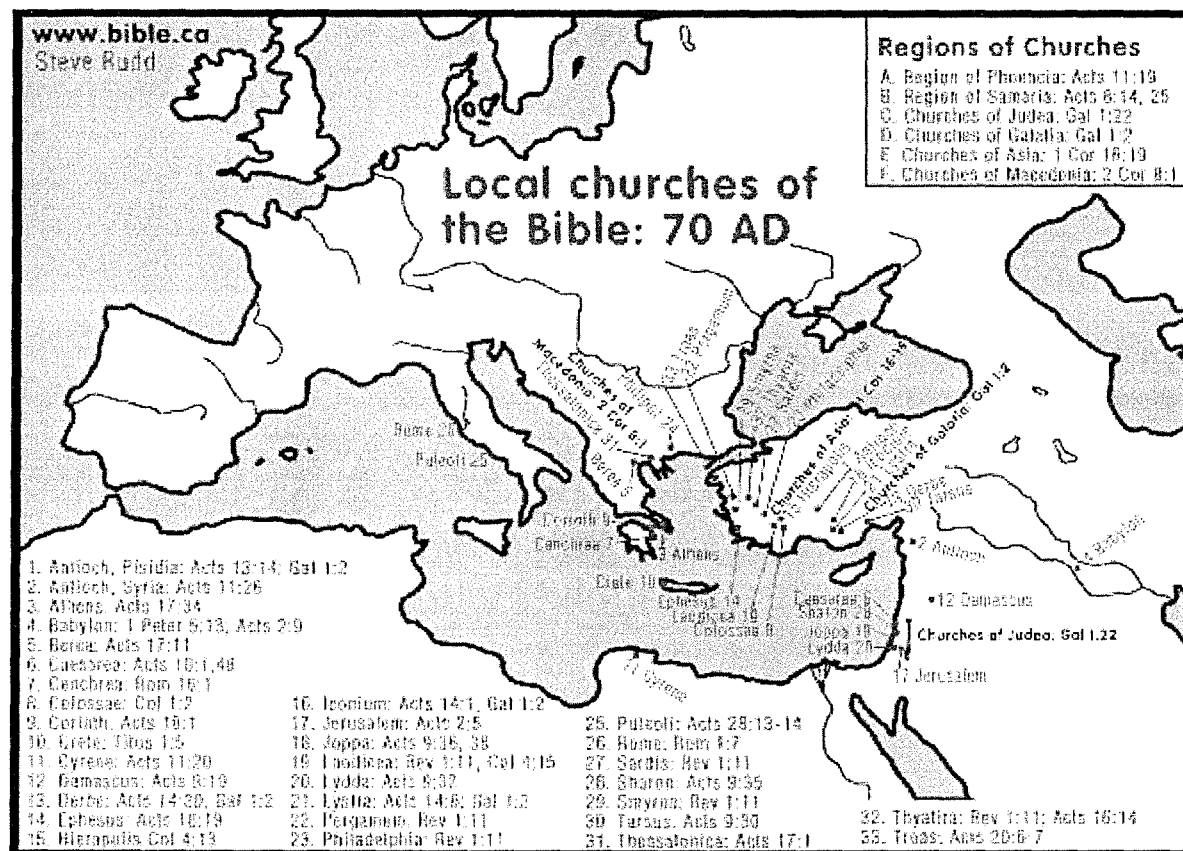 www.bible.ca
Steve Rudd
Regions of Churches
A. Region of Phoenicia: Acts 11:19
B. Region of Samaria: Acts 8:14, 25
C. Churches of Judea: Gal 1:22
D. Churches of Galatia: Gal 1:2
E. Churches of Asia: 1 Cor 16:19
F. Churches of Macedonia: 2 Cor 8:1
Local churches of
the Bible: 70 AD
Churches of
Macedonia: 2 Cor 8:1
Thessalonica 31
Berea 5
Philippi 24
33 Troas
22 Pergamum
Churches of Asia: 1 Cor 16:19
Churches of Galatia: Gal 1:2
Tarsus
Rome 26
Puteoli 25
Corinth 9
Cenchrea 7
3 Athens
Crete 10
Ephesus 14
Laodicea 19
Colossae 8
2 Antioch
4 Babylon
12 Damascus
Caesarea 6
Sharon 28
Joppa 18
Lydda 20
Churches of Judea: Gal 1:22
17 Jerusalem
11 Cyrene
1. Antioch, Pisidia: Acts 13:14; Gal 1:2
2. Antioch, Syria: Acts 11:26
3. Athens: Acts 17:34
4. Babylon: 1 Peter 5:13; Acts 2:9
5. Berea: Acts 17:11
6. Caesarea: Acts 10:1,48
7. Cenchrea: Rom 16:1
8. Colossae: Col 1:2
9. Corinth: Acts 18:1
10. Crete: Titus 1:5
11. Cyrene: Acts 11:20
12 Damascus: Acts 9:19
13. Derbe: Acts 14:20, Gal 1:2
14. Ephesus: Acts 18:19
15. Hierapolis Col 4:13
16. Iconium: Acts 14:1, Gal 1:2
17. Jerusalem: Acts 2:5
18. Joppa: Acts 9:36, 38
19. Laodicea: Rev 1:11, Col 4:15
20. Lydda: Acts 9:32
21. Lystra: Acts 14:6; Gal 1:2
22. Pergamum, Rev 1:11
23. Philadelphia: Rev 1:11
25. Puteoli: Acts 28:13-14
26. Rome: Rom 1:7
27. Sardis: Rev 1:11
28. Sharon: Acts 9:35
29. Smyrna: Rev 1:11
30. Tarsus: Acts 9:30
31. Thessalonica: Acts 17:1
32. Thyatira: Rev 1:11; Acts 16:14
33. Troas: Acts 20:6-7